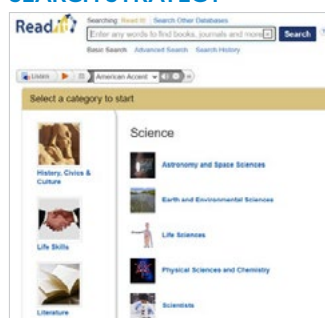 SEARCH STRATEGY
Read it!
Searching: Read It! Search Other Databases
Enter any words to find books, journals and more
Search
Basic Search Advanced Search Search History
Listen
American Accent
Select a category to start
Science
History, Civics &
Culture
Life Skills
Literature
Astronomy and Space Sciences
Earth and Environmental Sciences
Life Sciences
Physical Sciences and Chemistry
Scientists